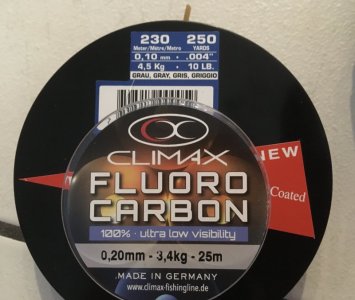 230 250
Meter/Metre/Metro YARDS
0,10 mm · .004"
4,5 Kg · 10 LB.
GRAU, GRAY, GRIS, GRIGGIO
CLIMAX
NEW
FLUORO
Coated
CARBON
100% · ultra low visibility
0,20mm - 3,4kg - 25m
MADE IN GERMANY
www.climax-fishingline.de